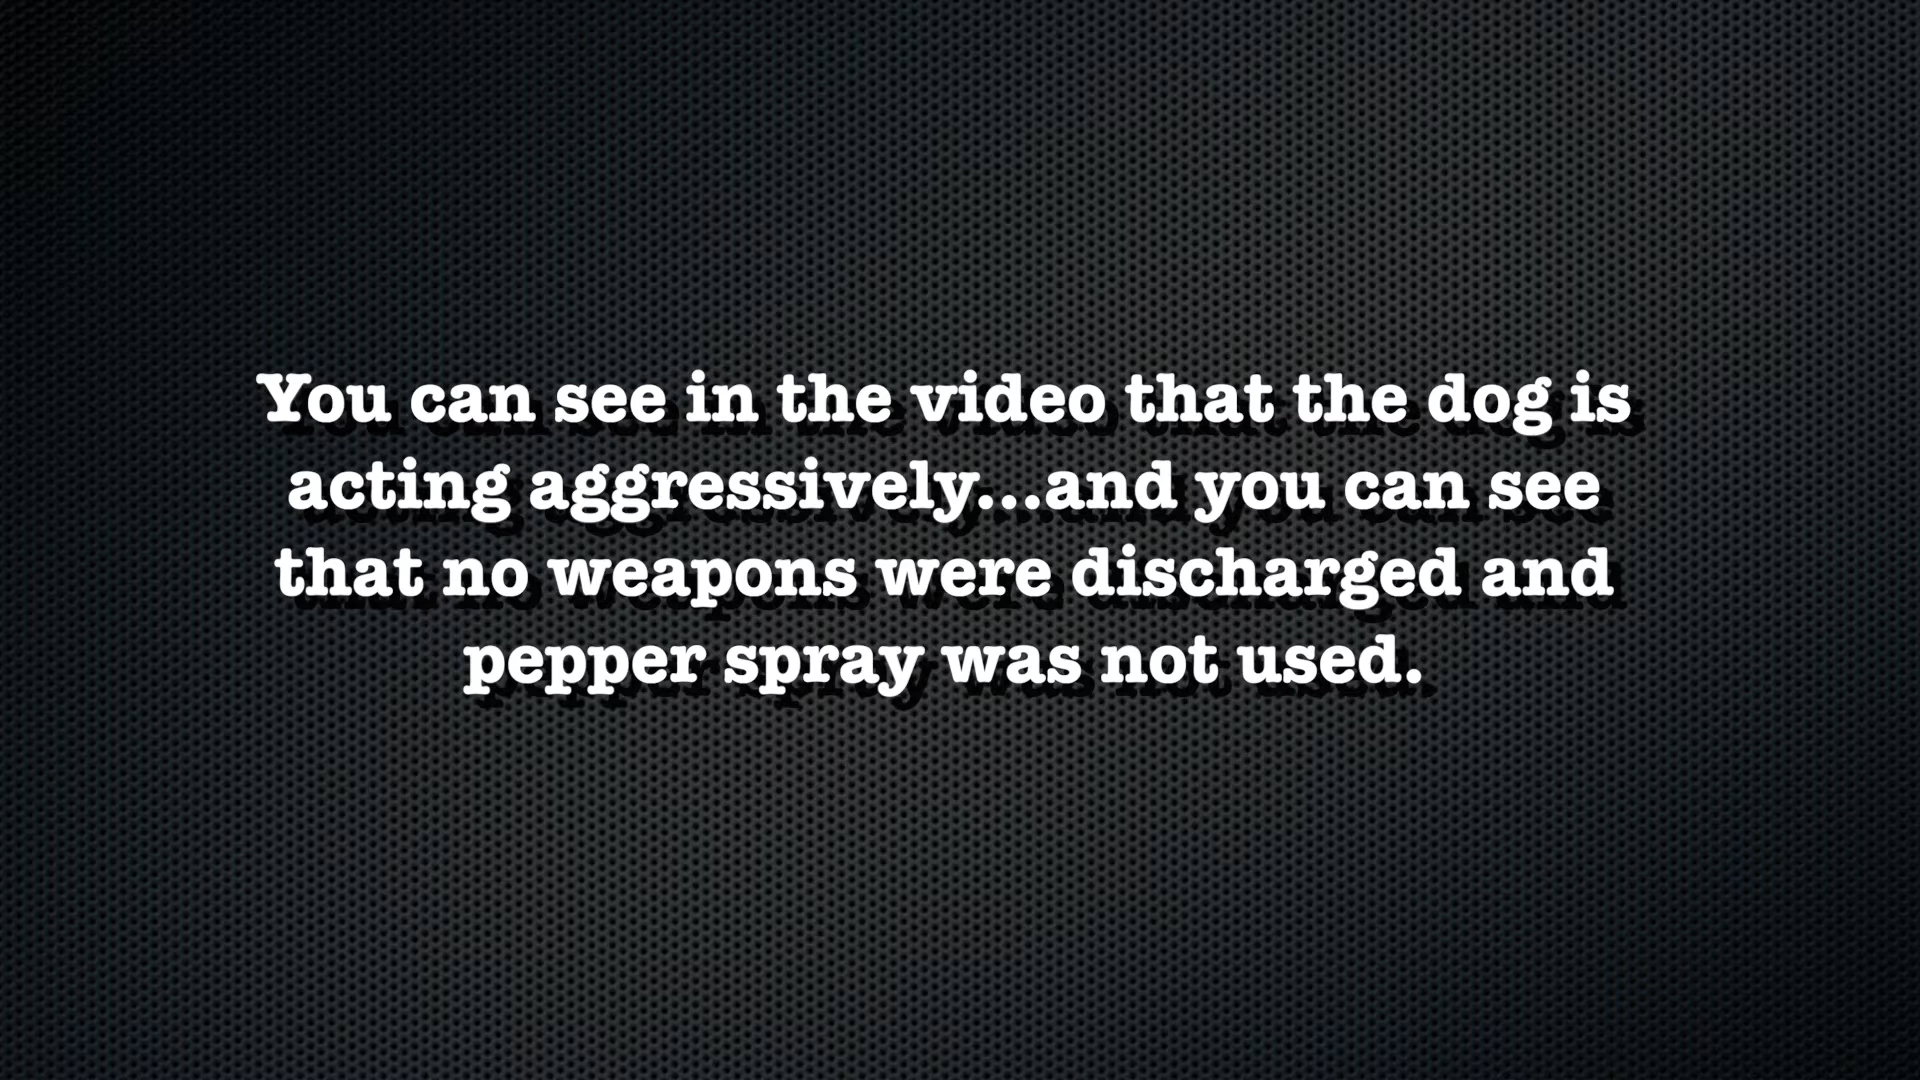 You can see in the video that the dog is
acting aggressively...and you can see
that no weapons were discharged and
pepper spray was not used.